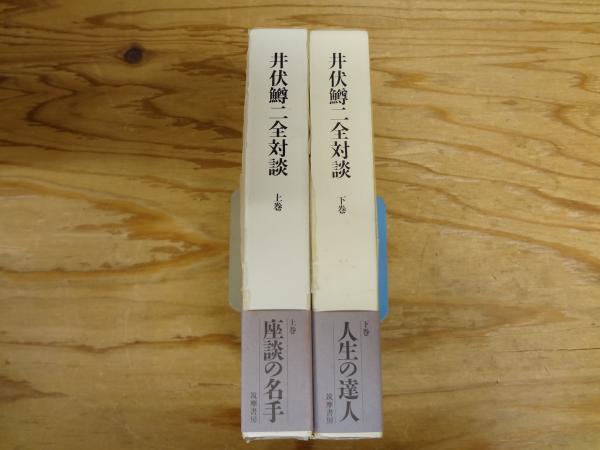 井伏鱒二全対談
上巻
上巻
座談の名手
筑摩書房
井伏鱒二全対談
下巻
下巻
人生の達人
筑摩書房